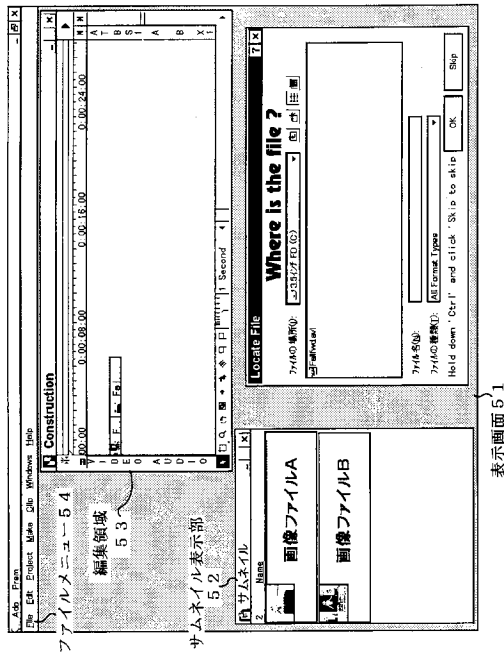 Ado Prem
File Edit Project Make Clip Windows Help
ファイルメニュー54
Construction
00:00 0:00:08:00 0:00:16:00 0:00:24:00
VIDEO AUDIO
1 Second
編集領域
53
サムネイル表示部
52
サムネイル
2 Name
画像ファイルA
画像ファイルB
Locate File
Where is the file ?
ファイルの場所(I):
3.5インチ FD (C)
ファイル名(N):
ファイルの種類(T):
All Format Types
Hold down 'Ctrl' and click 'Skip to skip
OK
Skip
表示画面51